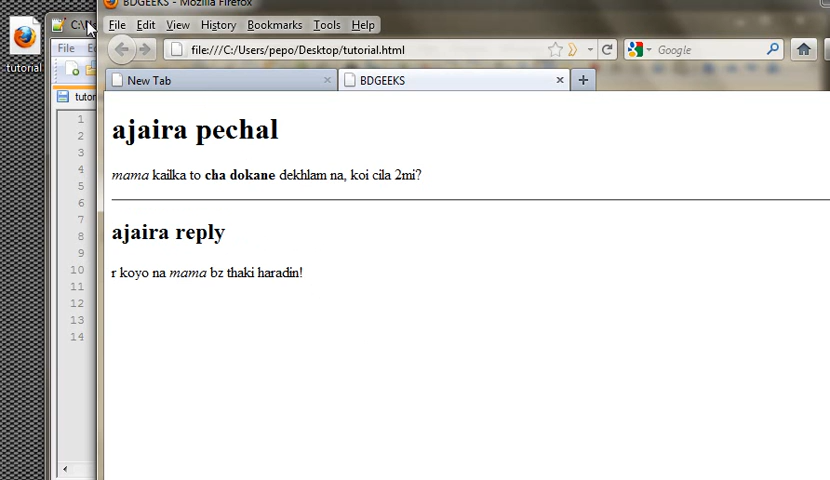 BDGEEKS - Mozilla Firefox
C:\
File Edit View History Bookmarks Tools Help
tutorial
File
file:///C:/Users/pepo/Desktop/tutorial.html
Google
New Tab
BDGEEKS
1
2
3
4
5
6
7
8
9
10
11
12
13
14
ajaira pechal
mama kailka to cha dokane dekhlam na, koi cila 2mi?
ajaira reply
r koyo na mama bz thaki haradin!